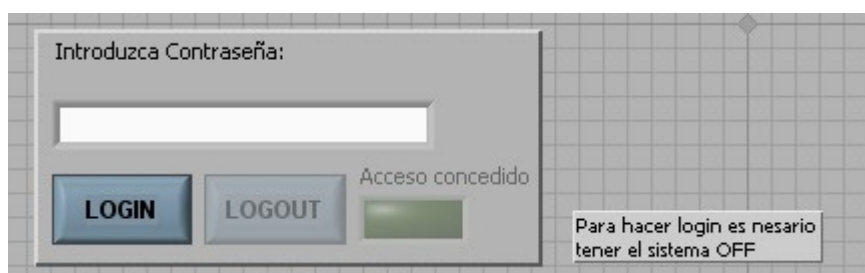 Introduzca Contraseña:
Acceso concedido
LOGIN
LOGOUT
Para hacer login es nesario
tener el sistema OFF